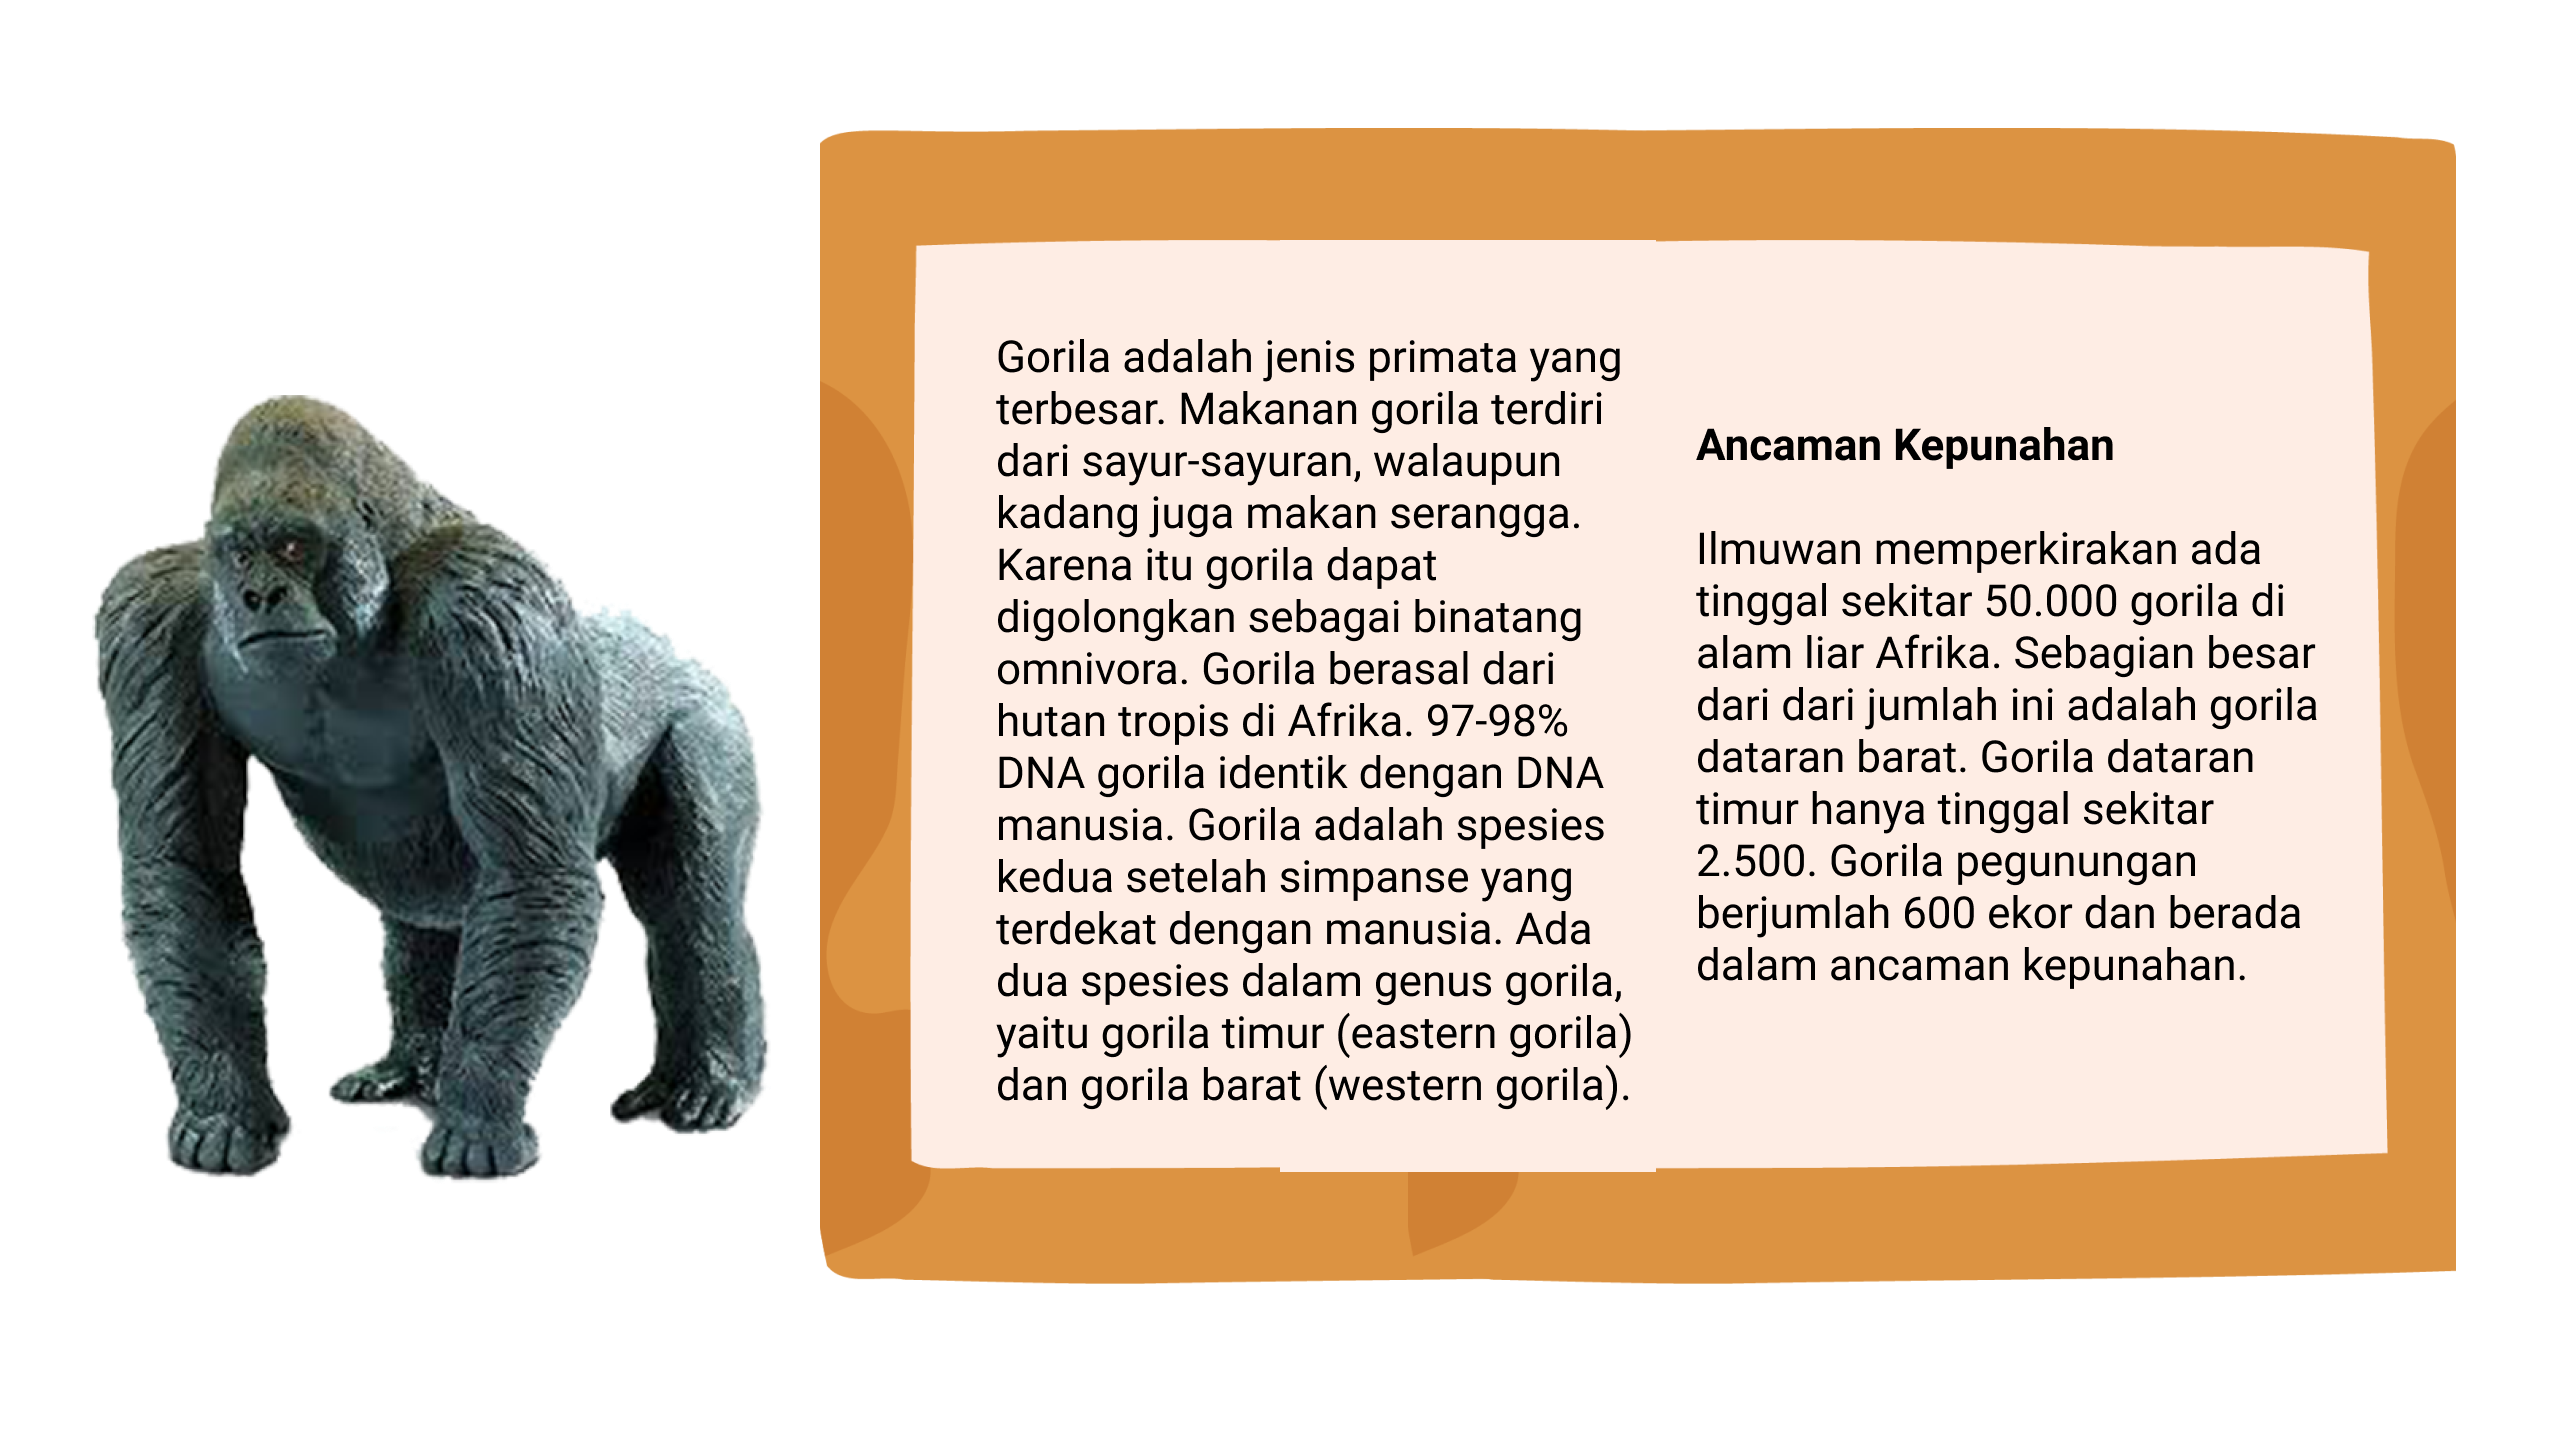 Gorila adalah jenis primata yang
terbesar. Makanan gorila terdiri
dari sayur-sayuran, walaupun
kadang juga makan serangga.
Karena itu gorila dapat
digolongkan sebagai binatang
omnivora. Gorila berasal dari
hutan tropis di Afrika. 97-98%
DNA gorila identik dengan DNA
manusia. Gorila adalah spesies
kedua setelah simpanse yang
terdekat dengan manusia. Ada
dua spesies dalam genus gorila,
yaitu gorila timur (eastern gorila)
dan gorila barat (western gorila).
Ancaman Kepunahan
Ilmuwan memperkirakan ada
tinggal sekitar 50.000 gorila di
alam liar Afrika. Sebagian besar
dari dari jumlah ini adalah gorila
dataran barat. Gorila dataran
timur hanya tinggal sekitar
2.500. Gorila pegunungan
berjumlah 600 ekor dan berada
dalam ancaman kepunahan.